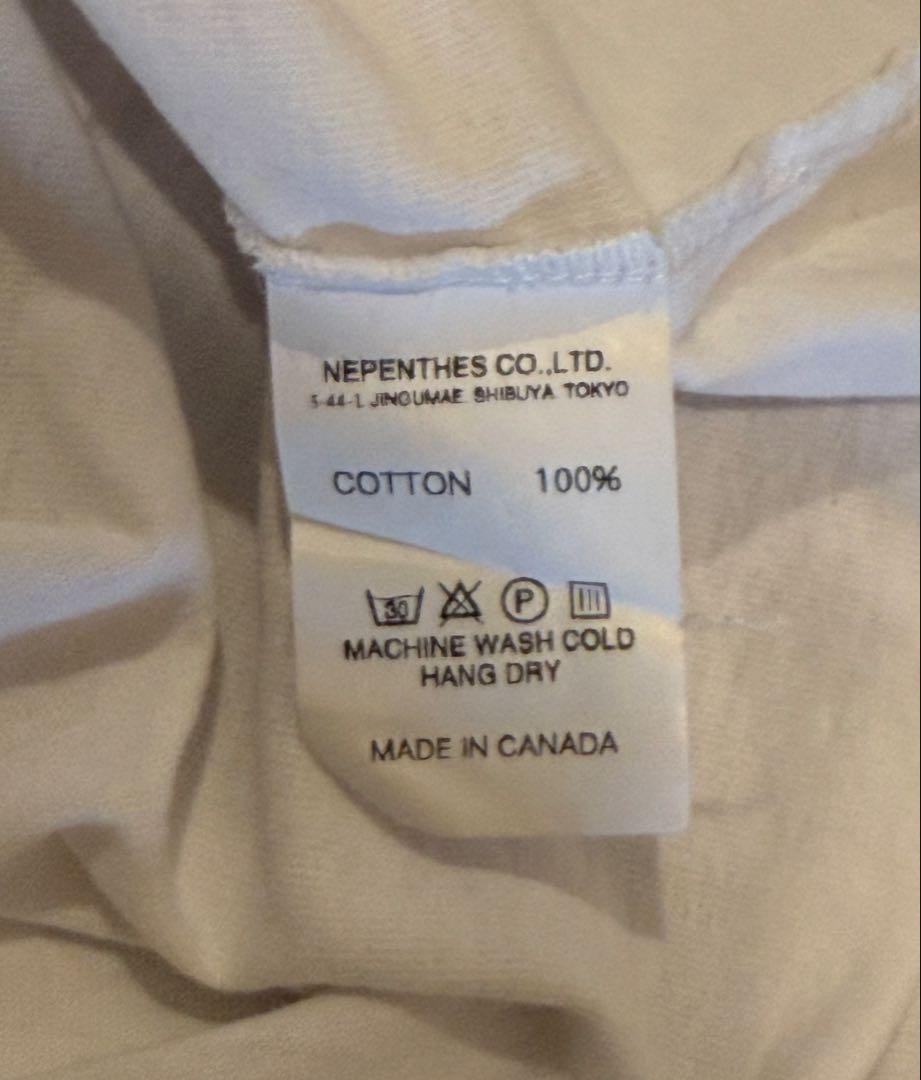 NEPENTHES CO.,LTD.
5-44-1 JINGUMAE SHIBUYA TOKYO
COTTON 100%
30 P
MACHINE WASH COLD
HANG DRY
MADE IN CANADA